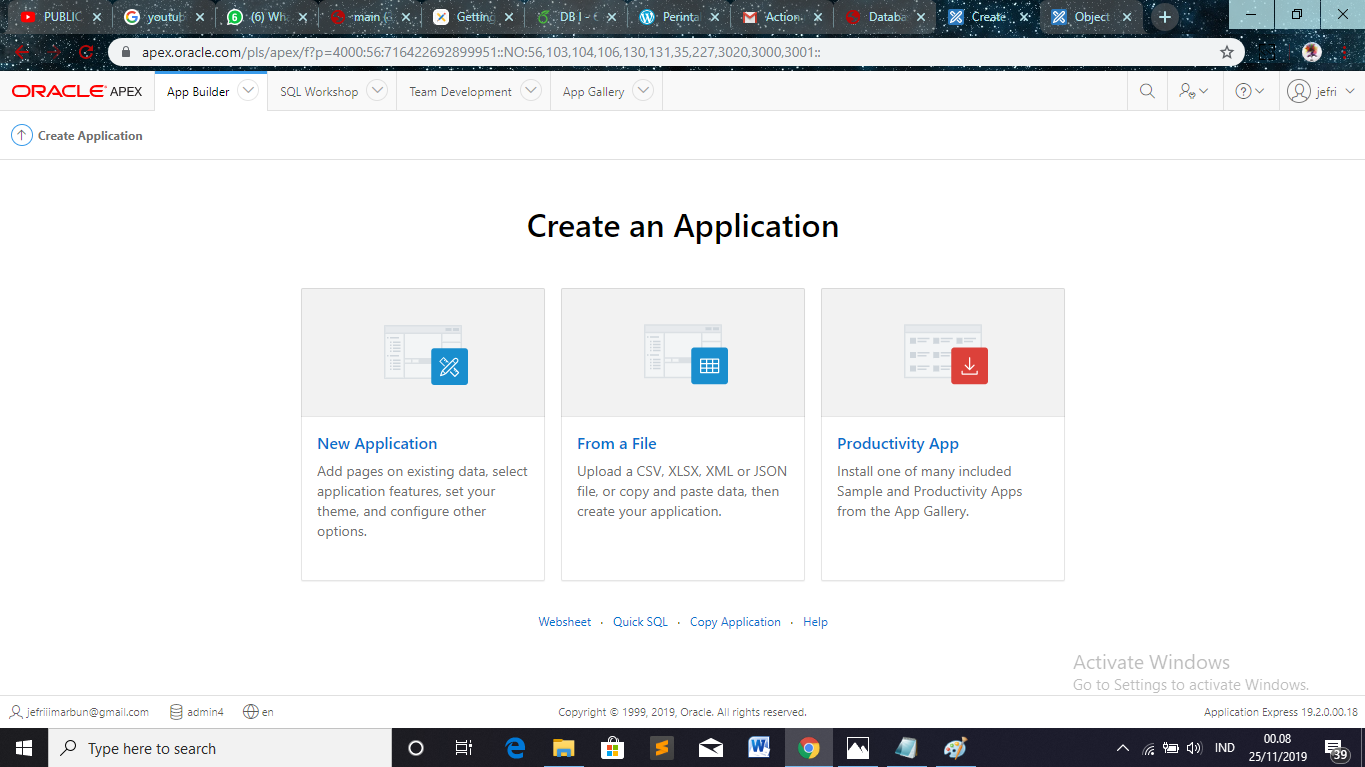 PUBLIC
youtub
(6) Wha
main (
Getting
DB I - 
Perinta
Action
Databa
Create
Object
apex.oracle.com/pls/apex/f?p=4000:56:716422692899951::NO:56,103,104,106,130,131,35,227,3020,3000,3001::
ORACLE APEX
App Builder
SQL Workshop
Team Development
App Gallery
jefri
Create Application
Create an Application
New Application
Add pages on existing data, select
application features, set your
theme, and configure other
options.
From a File
Upload a CSV, XLSX, XML or JSON
file, or copy and paste data, then
create your application.
Productivity App
Install one of many included
Sample and Productivity Apps
from the App Gallery.
Websheet · Quick SQL · Copy Application · Help
Activate Windows
Go to Settings to activate Windows.
jefriiimarbun@gmail.com
admin4
en
Copyright © 1999, 2019, Oracle. All rights reserved.
Application Express 19.2.0.00.18
Type here to search
IND
00.08
25/11/2019
39